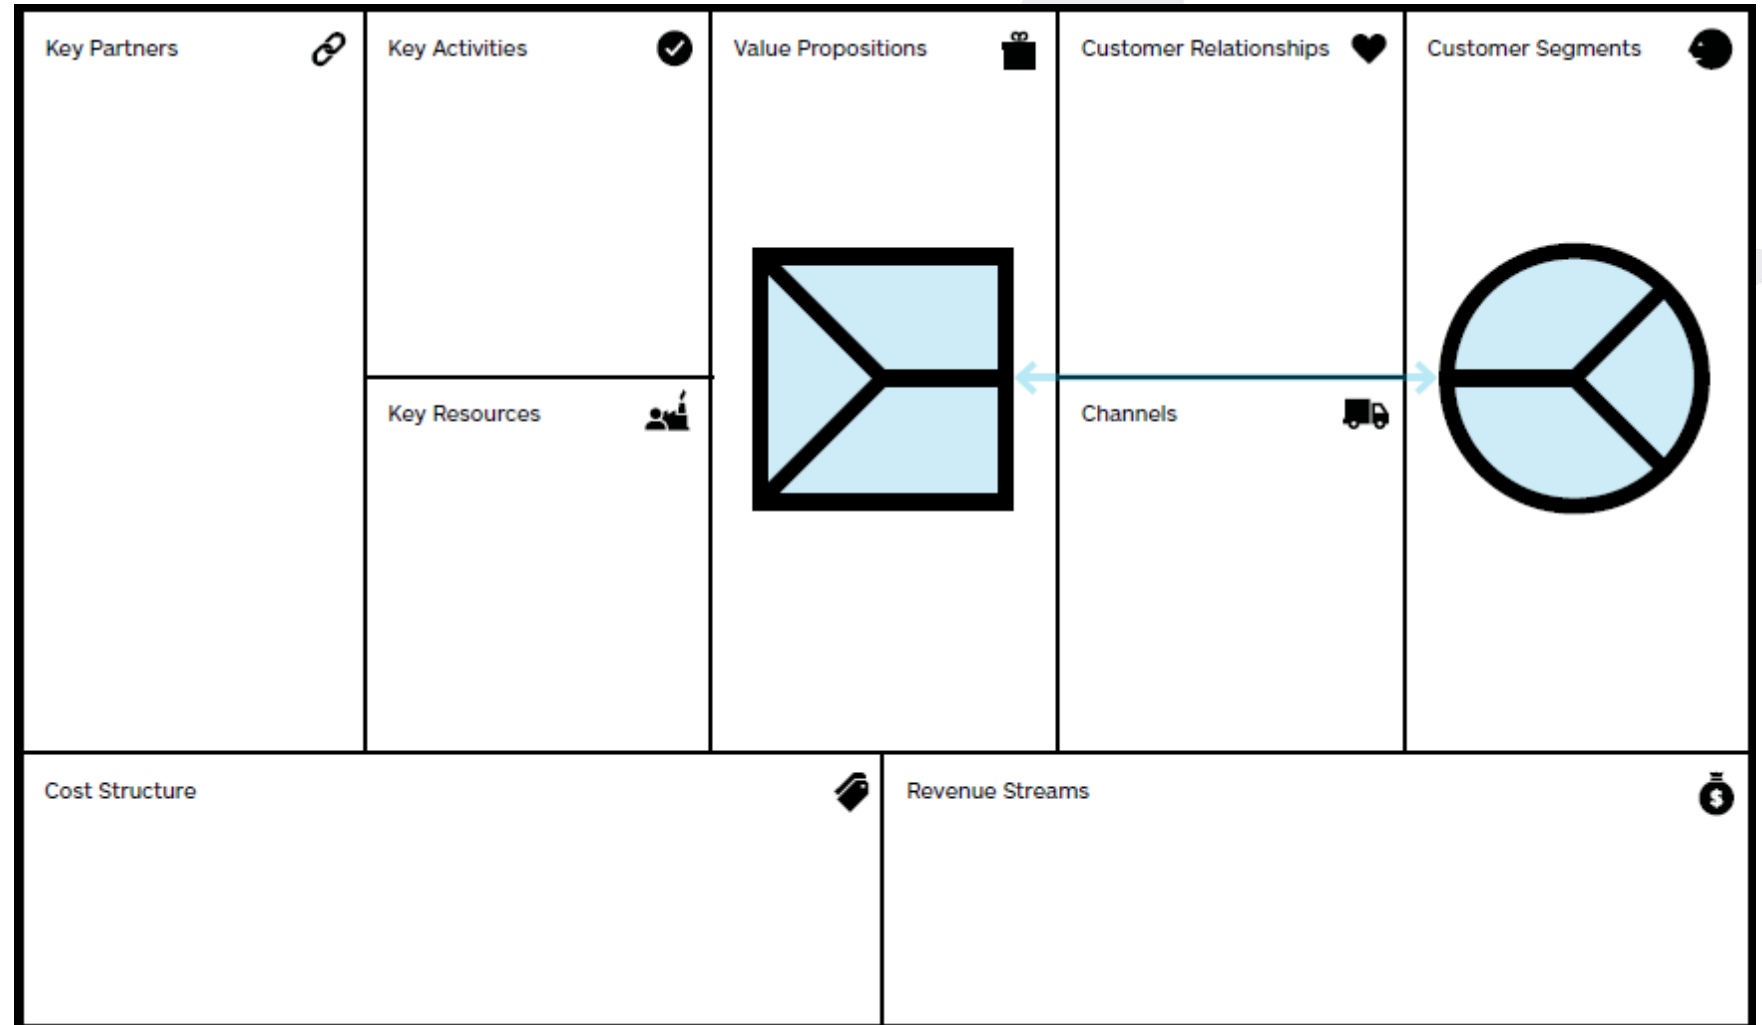 Key Partners
Key Activities
Value Propositions
Customer Relationships
Customer Segments
Key Resources
Channels
Cost Structure
Revenue Streams
$